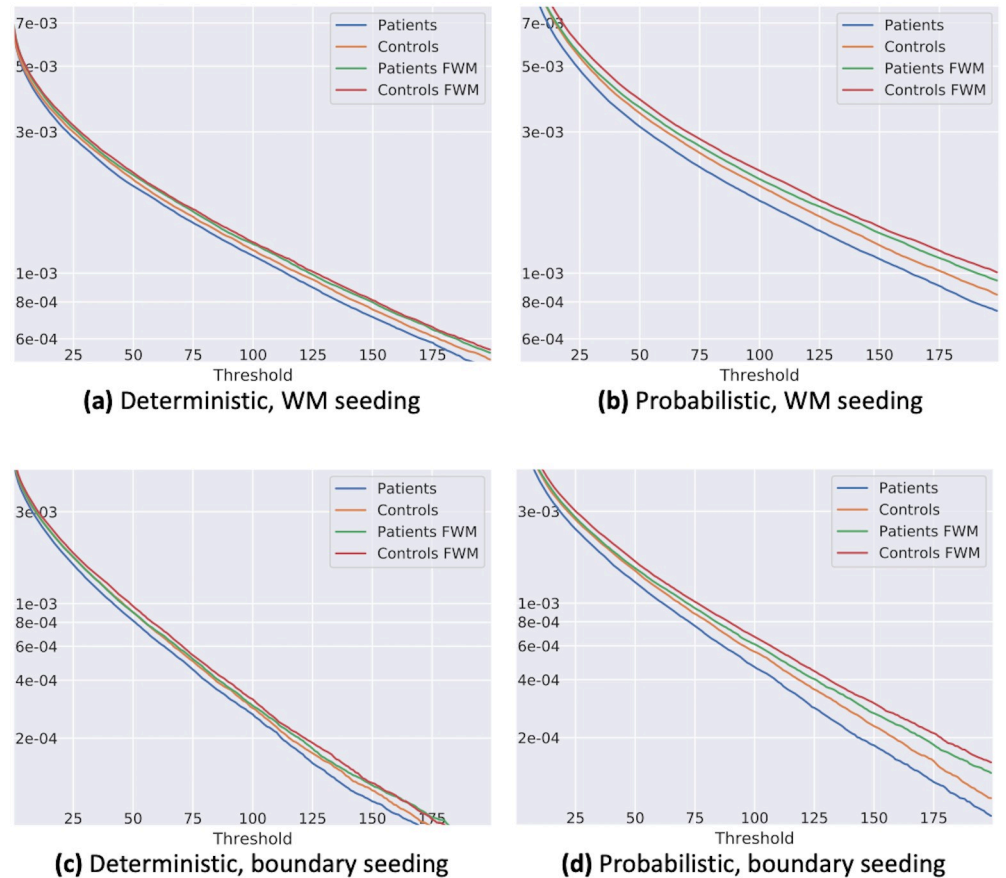 7e-03
5e-03
3e-03
1e-03
8e-04
6e-04
25 50 75 100 125 150 175
Threshold
Patients
Controls
Patients FWM
Controls FWM
(a) Deterministic, WM seeding
7e-03
5e-03
3e-03
1e-03
8e-04
6e-04
25 50 75 100 125 150 175
Threshold
Patients
Controls
Patients FWM
Controls FWM
(b) Probabilistic, WM seeding
3e-03
1e-03
8e-04
6e-04
4e-04
2e-04
25 50 75 100 125 150 175
Threshold
Patients
Controls
Patients FWM
Controls FWM
(c) Deterministic, boundary seeding
3e-03
1e-03
8e-04
6e-04
4e-04
2e-04
25 50 75 100 125 150 175
Threshold
Patients
Controls
Patients FWM
Controls FWM
(d) Probabilistic, boundary seeding